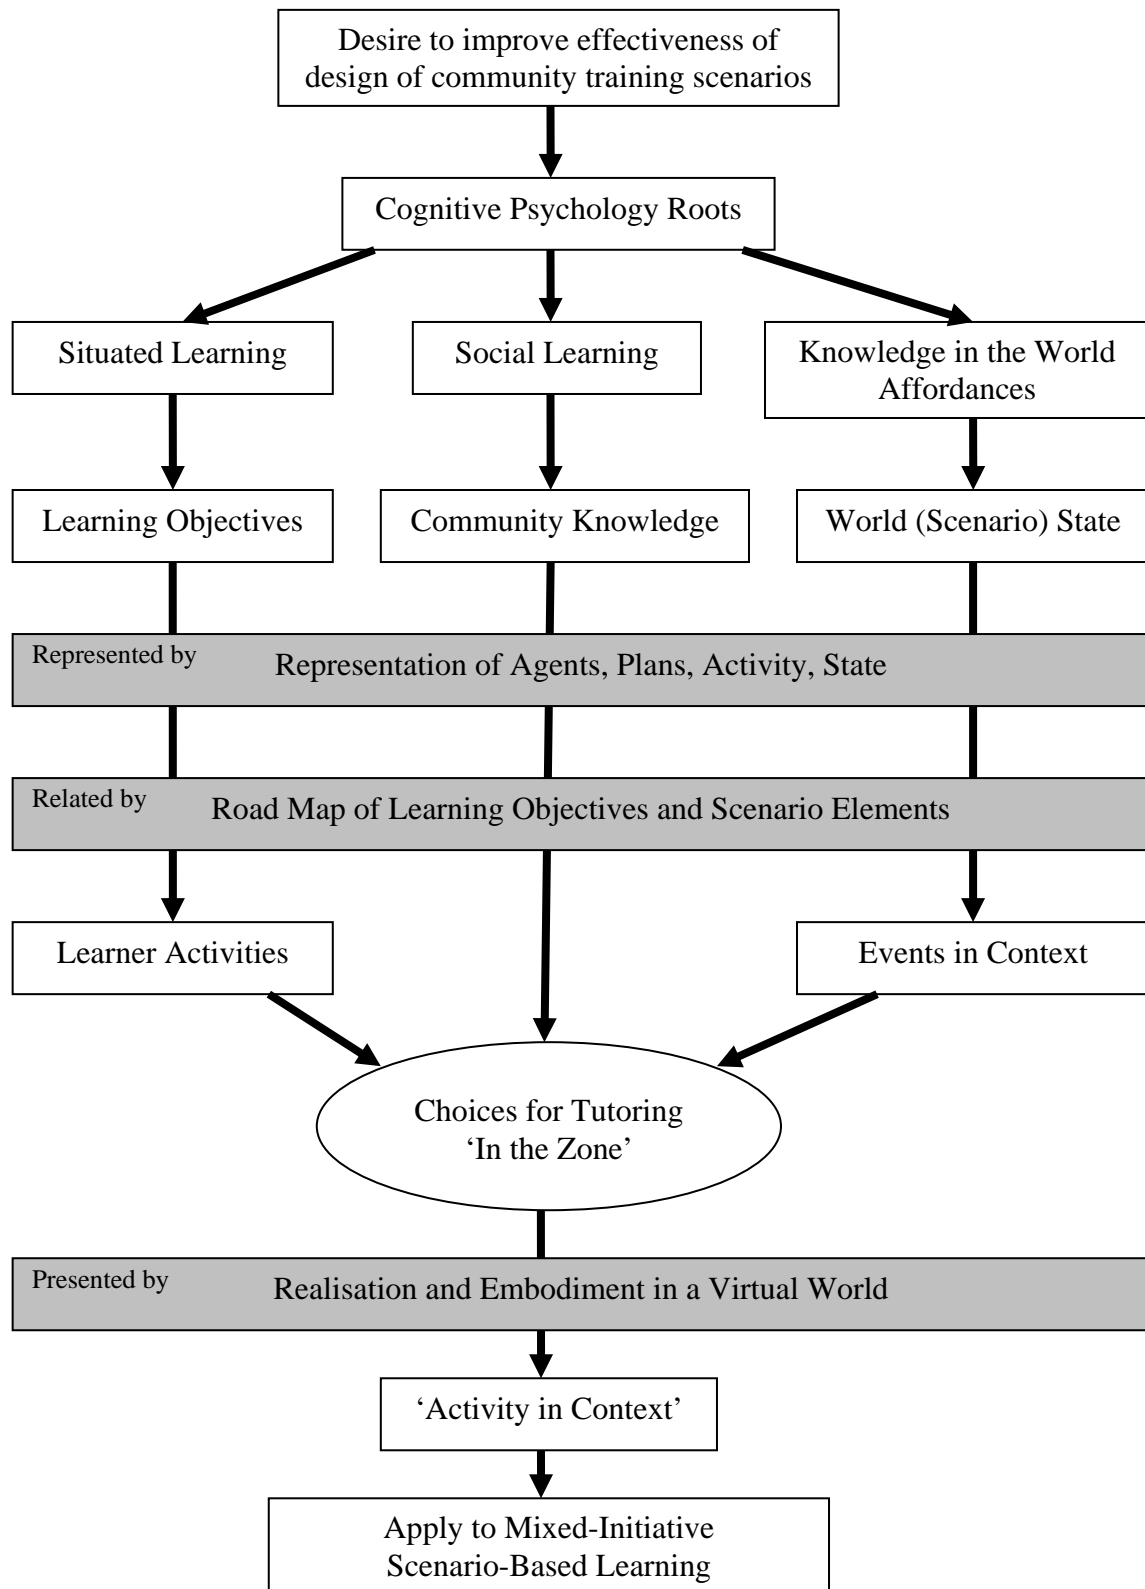 Desire to improve effectiveness of
design of community training scenarios
Cognitive Psychology Roots
Situated Learning
Social Learning
Knowledge in the World
Affordances
Learning Objectives
Community Knowledge
World (Scenario) State
Represented by
Representation of Agents, Plans, Activity, State
Related by
Road Map of Learning Objectives and Scenario Elements
Learner Activities
Events in Context
Choices for Tutoring
‘In the Zone’
Presented by
Realisation and Embodiment in a Virtual World
‘Activity in Context’
Apply to Mixed-Initiative
Scenario-Based Learning